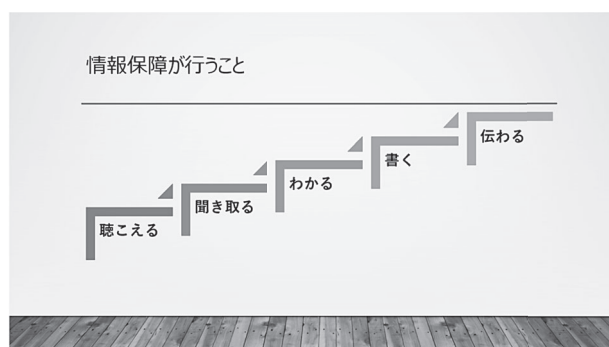 情報保障が行うこと
聴こえる
聞き取る
わかる
書く
伝わる